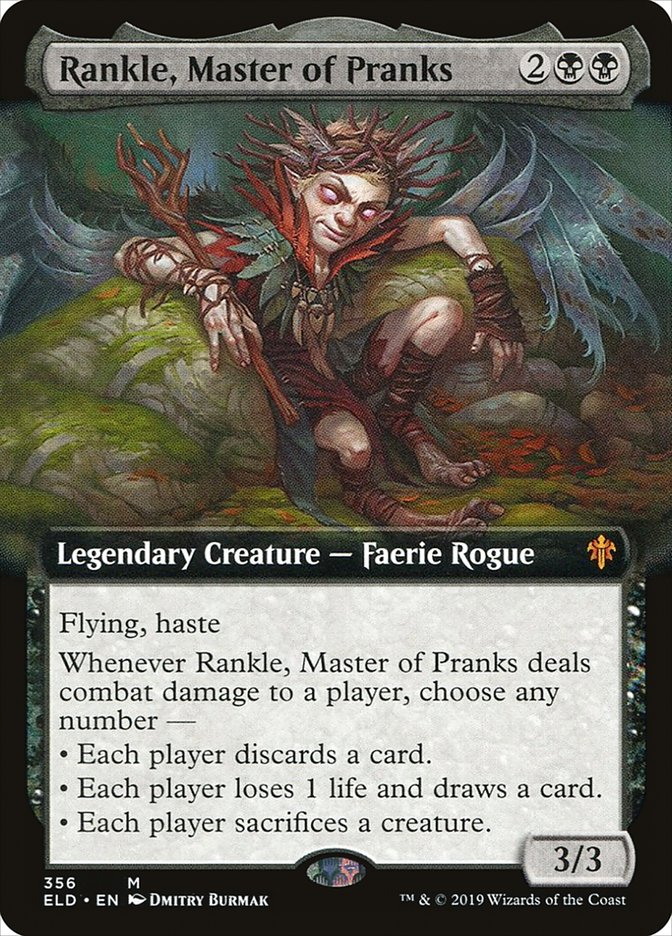 Rankle, Master of Pranks 2
Legendary Creature — Faerie Rogue
Flying, haste
Whenever Rankle, Master of Pranks deals
combat damage to a player, choose any
number —
• Each player discards a card.
• Each player loses 1 life and draws a card.
• Each player sacrifices a creature.
3/3
356 M
ELD • EN Dmitry Burmak
™ & © 2019 Wizards of the Coast